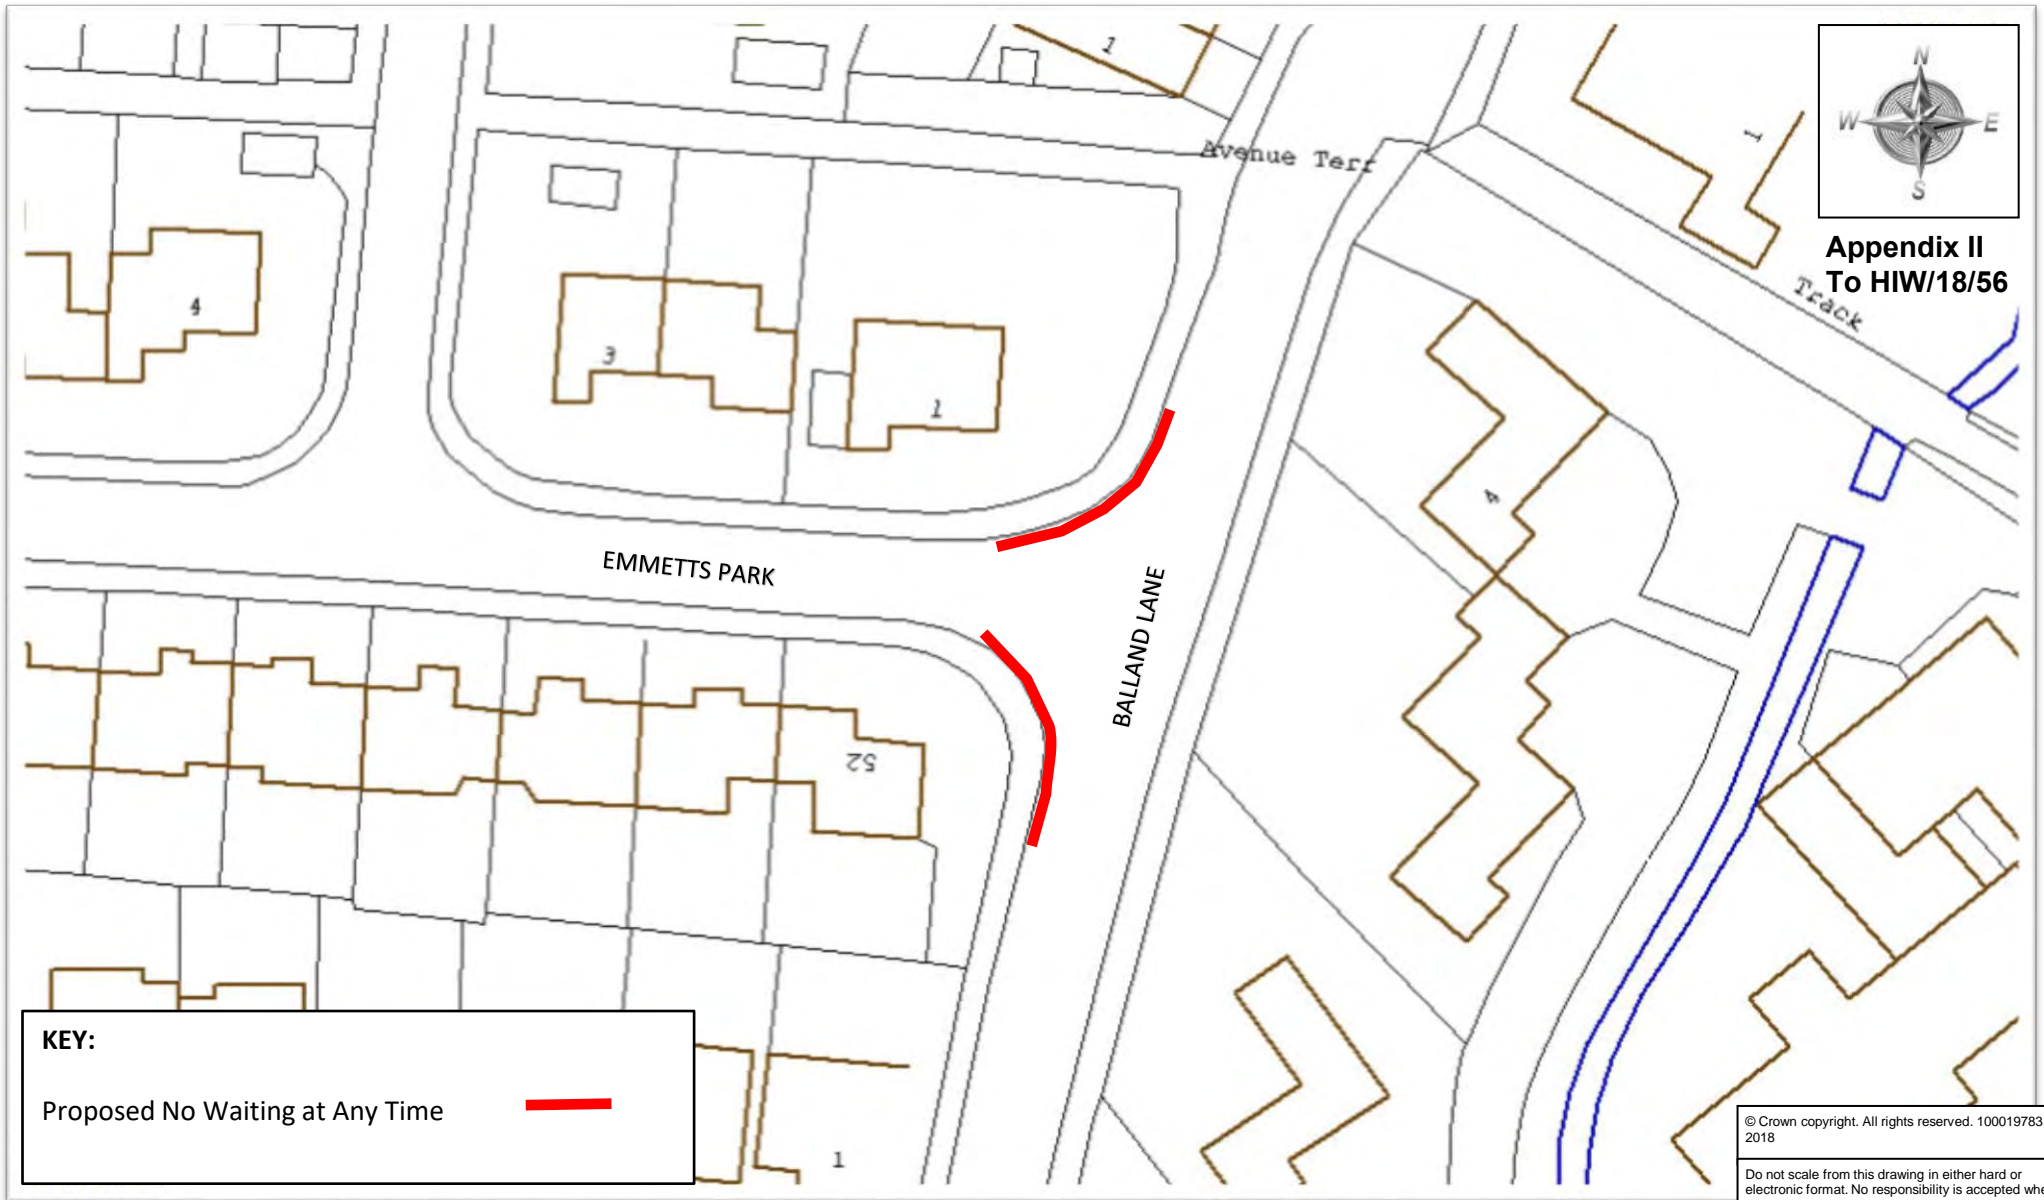 1
N
W
E
S
1
Avenue Terr
Appendix II
To HIW/18/56
Track
4
3
1
4
EMMETTS PARK
BALLAND LANE
52
KEY:
Proposed No Waiting at Any Time
1
© Crown copyright. All rights reserved. 100019783
2018
Do not scale from this drawing in either hard or
electronic format. No responsibility is accepted whe